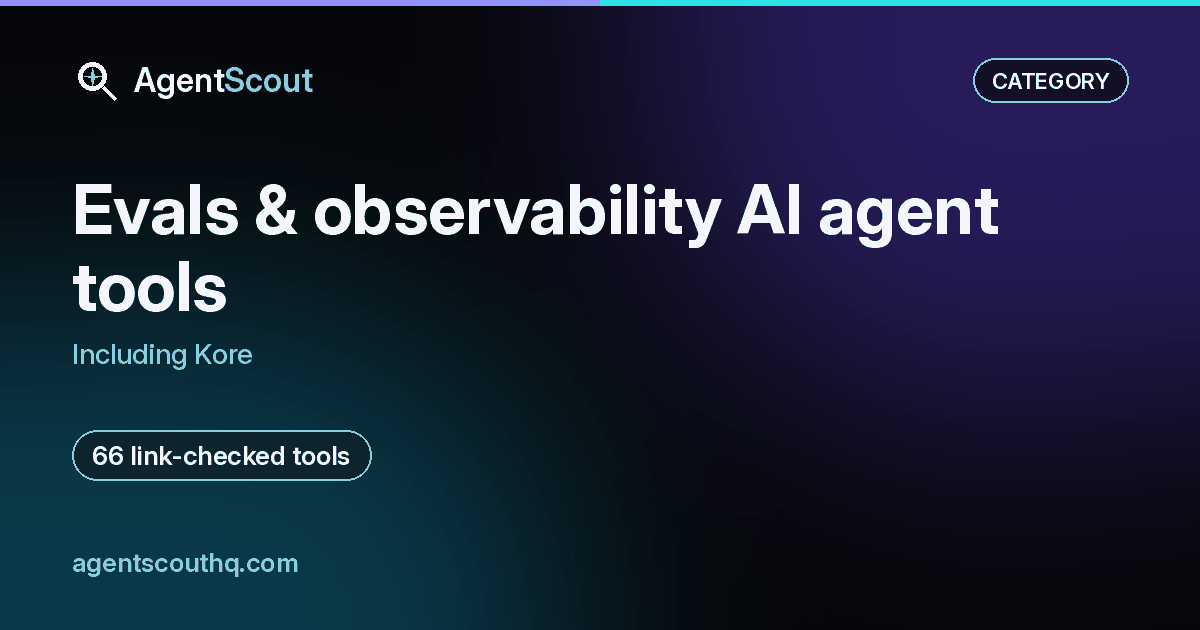 AgentScout
CATEGORY
Evals & observability AI agent
tools
Including Kore
66 link-checked tools
agentscouthq.com